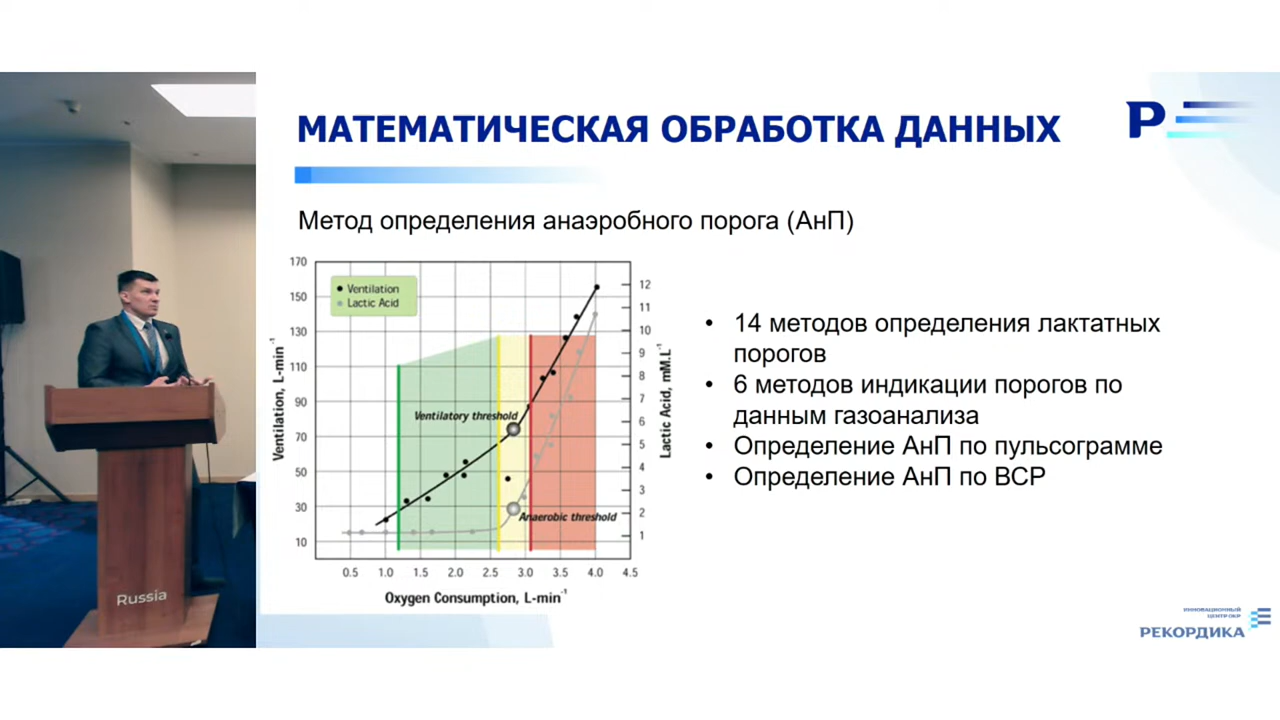 МАТЕМАТИЧЕСКАЯ ОБРАБОТКА ДАННЫХ
P
Метод определения анаэробного порога (АнП)
Ventilation
Lactic Acid
170
150
130
110
90
70
50
30
10
Ventilation, L-min⁻¹
12
11
10
9
8
7
6
5
4
3
2
1
Lactic Acid, mM.L⁻¹
Ventilatory threshold
Anaerobic threshold
0.5 1.0 1.5 2.0 2.5 3.0 3.5 4.0 4.5
Oxygen Consumption, L-min⁻¹
• 14 методов определения лактатных
порогов
• 6 методов индикации порогов по
данным газоанализа
• Определение АнП по пульсограмме
• Определение АнП по ВСР
Russia
ИННОВАЦИОННЫЙ
ЦЕНТР ОКР
РЕКОРДИКА